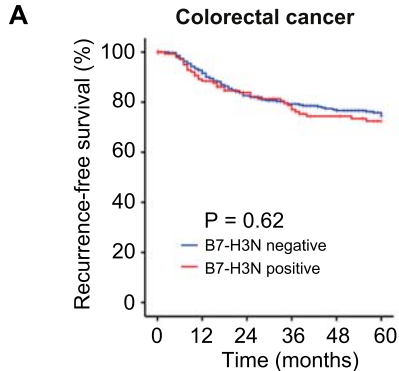 A
Colorectal cancer
Recurrence-free survival (%)
100
80
60
40
20
0
P = 0.62
B7-H3N negative
B7-H3N positive
0 12 24 36 48 60
Time (months)